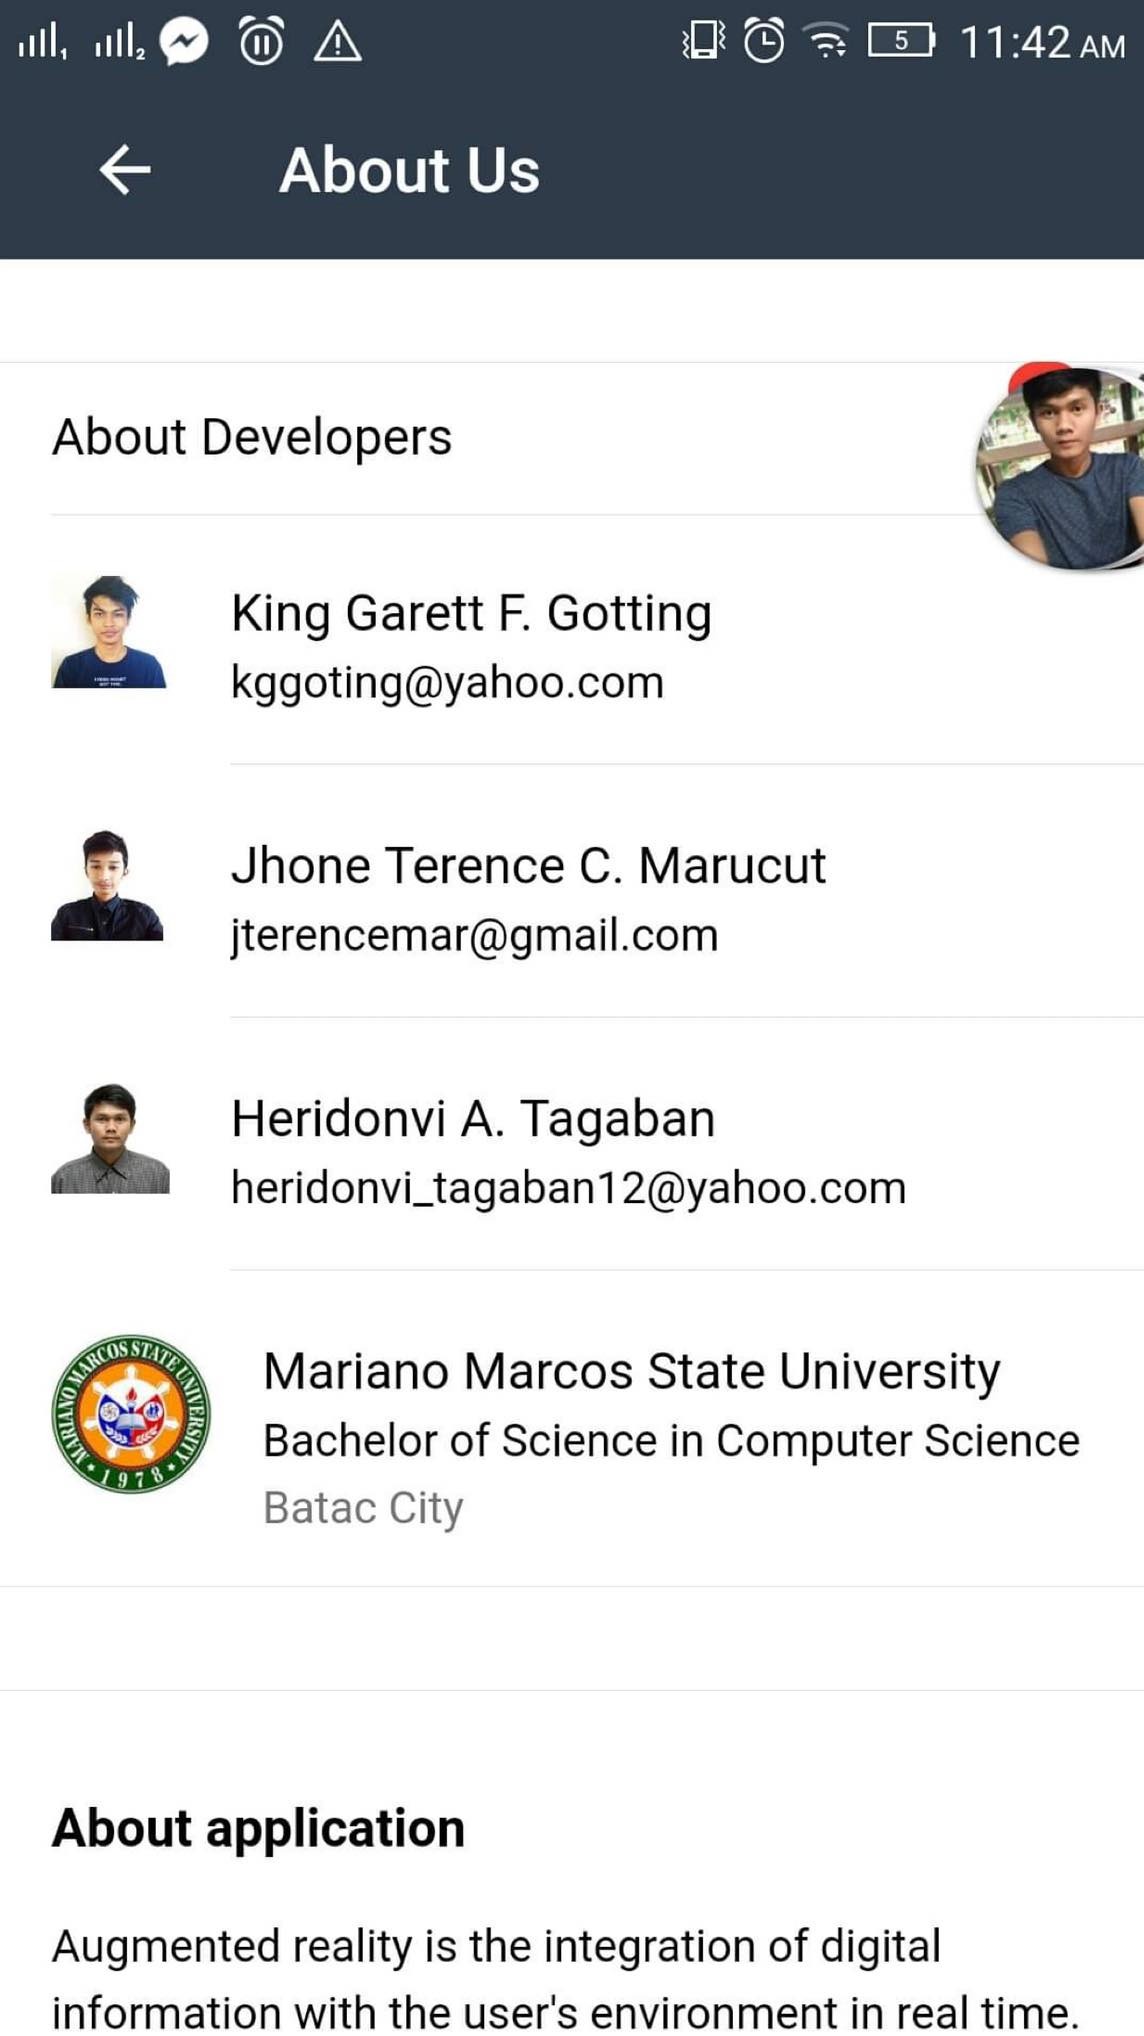 1 2 5 11:42 AM
About Us
About Developers
King Garett F. Gotting
kggoting@yahoo.com
Jhone Terence C. Marucut
jterencemar@gmail.com
Heridonvi A. Tagaban
heridonvi_tagaban12@yahoo.com
MARIANO MARCOS STATE UNIVERSITY
1978
Mariano Marcos State University
Bachelor of Science in Computer Science
Batac City
About application
Augmented reality is the integration of digital
information with the user's environment in real time.